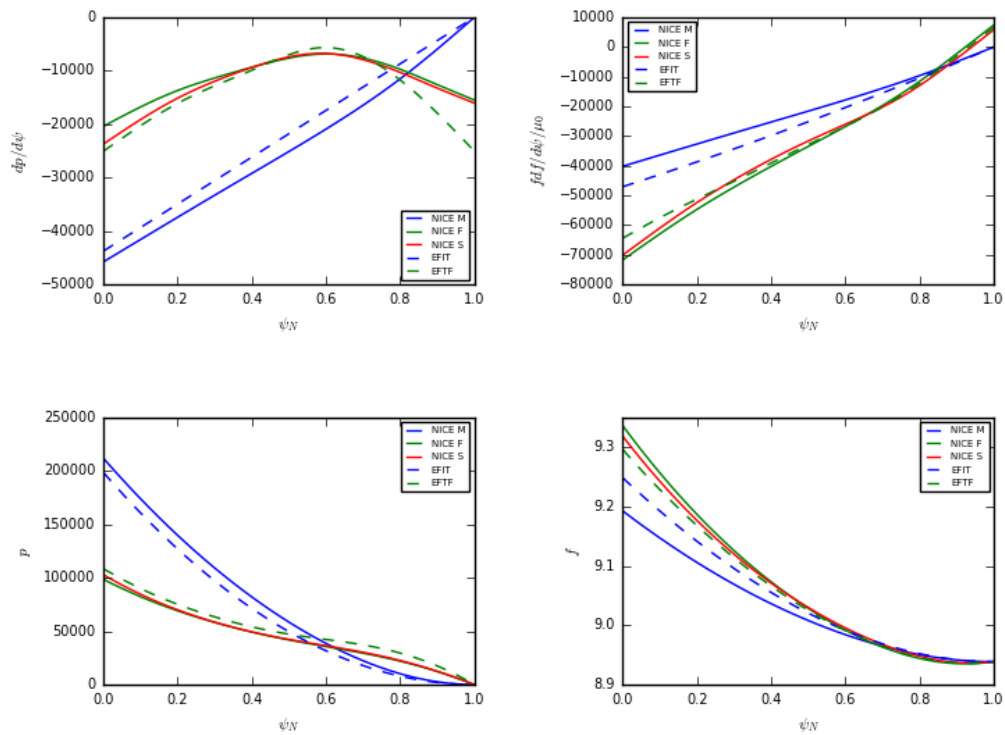 0
−10000
−20000
−30000
−40000
−50000
dp/dψ
0.0 0.2 0.4 0.6 0.8 1.0
ψ_N
NICE M
NICE F
NICE S
EFIT
EFTF
10000
0
−10000
−20000
−30000
−40000
−50000
−60000
−70000
−80000
fdf/dψ/μ₀
0.0 0.2 0.4 0.6 0.8 1.0
ψ_N
NICE M
NICE F
NICE S
EFIT
EFTF
250000
200000
150000
100000
50000
0
p
0.0 0.2 0.4 0.6 0.8 1.0
ψ_N
NICE M
NICE F
NICE S
EFIT
EFTF
9.3
9.2
9.1
9.0
8.9
f
0.0 0.2 0.4 0.6 0.8 1.0
ψ_N
NICE M
NICE F
NICE S
EFIT
EFTF